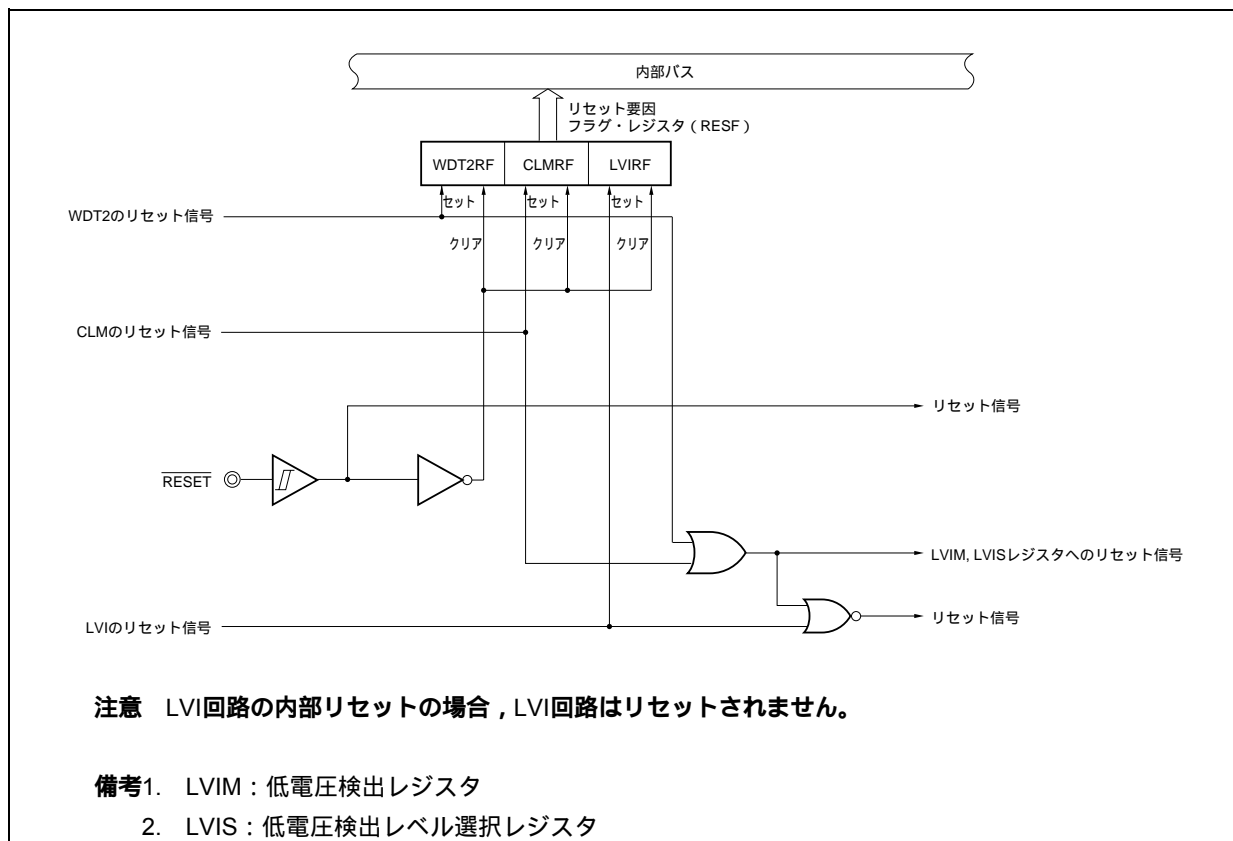 内部バス
リセット要因
フラグ・レジスタ（RESF）
WDT2RF CLMRF LVIRF
セット セット セット
WDT2のリセット信号
クリア クリア クリア
CLMのリセット信号
リセット信号
RESET
LVIM, LVISレジスタへのリセット信号
リセット信号
LVIのリセット信号
注意 LVI回路の内部リセットの場合，LVI回路はリセットされません。
備考1. LVIM：低電圧検出レジスタ
2. LVIS：低電圧検出レベル選択レジスタ